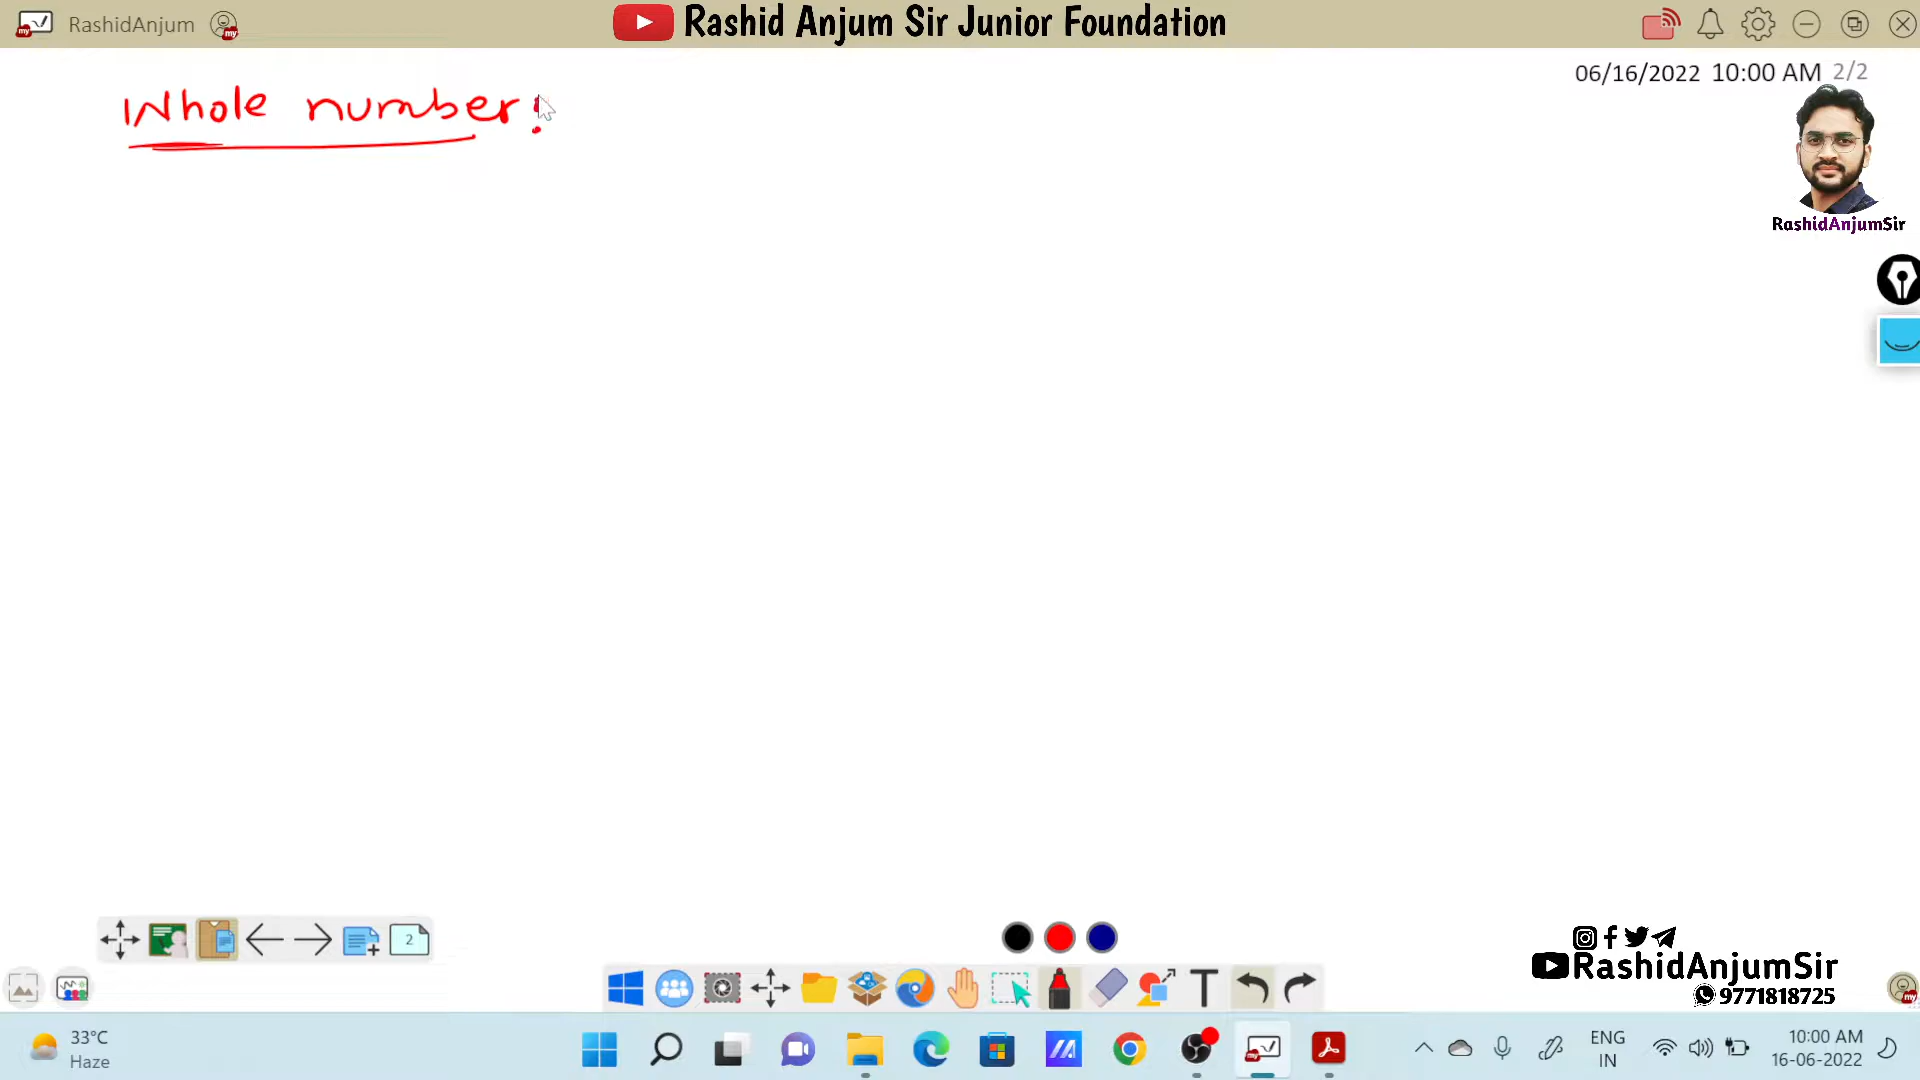 RashidAnjum
Rashid Anjum Sir Junior Foundation
06/16/2022 10:00 AM 2/2
Whole number:
RashidAnjumSir
2
RashidAnjumSir
9771818725
T
33°C
Haze
ENG
IN
10:00 AM
16-06-2022